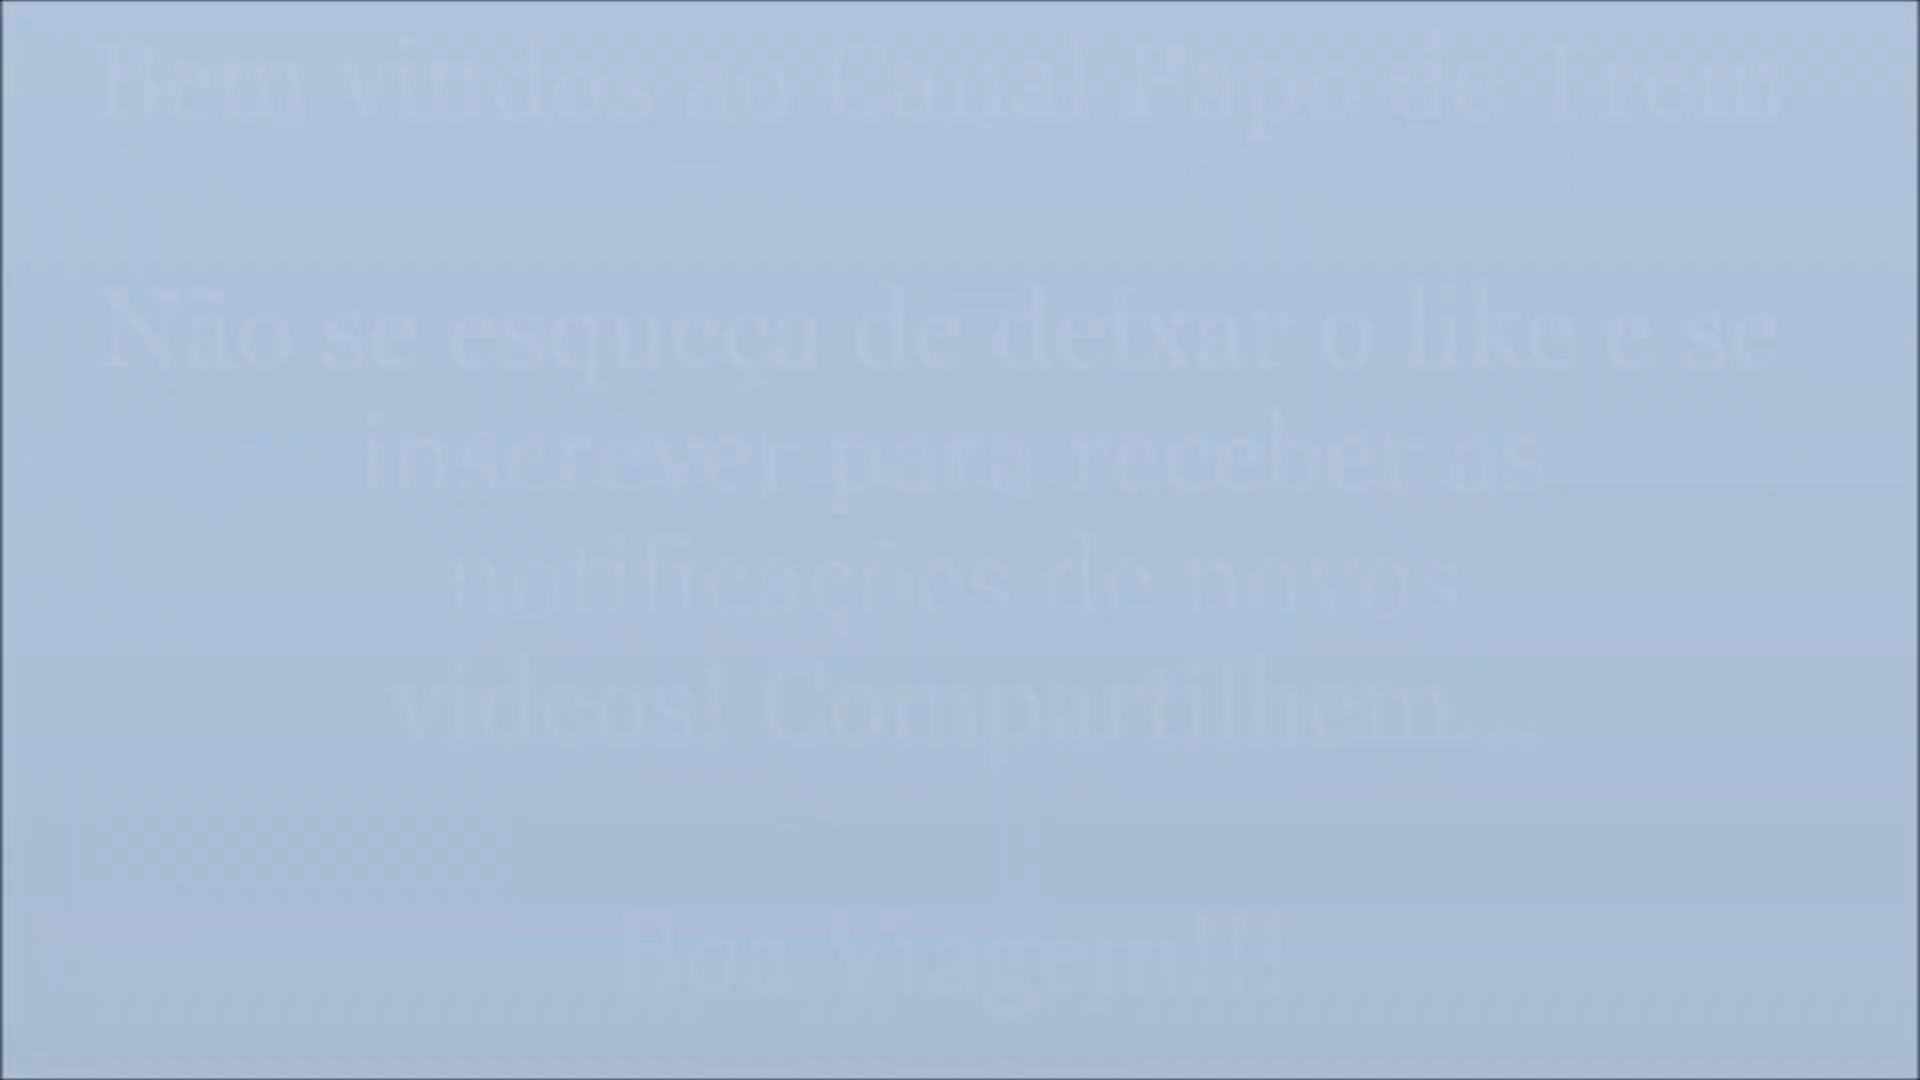 Bem vindos ao Canal Papo de Trem
Não se esqueça de deixar o like e se
inscrever para receber as
notificações de novos
videos! Compartilhem...
Boa Viagem!!!